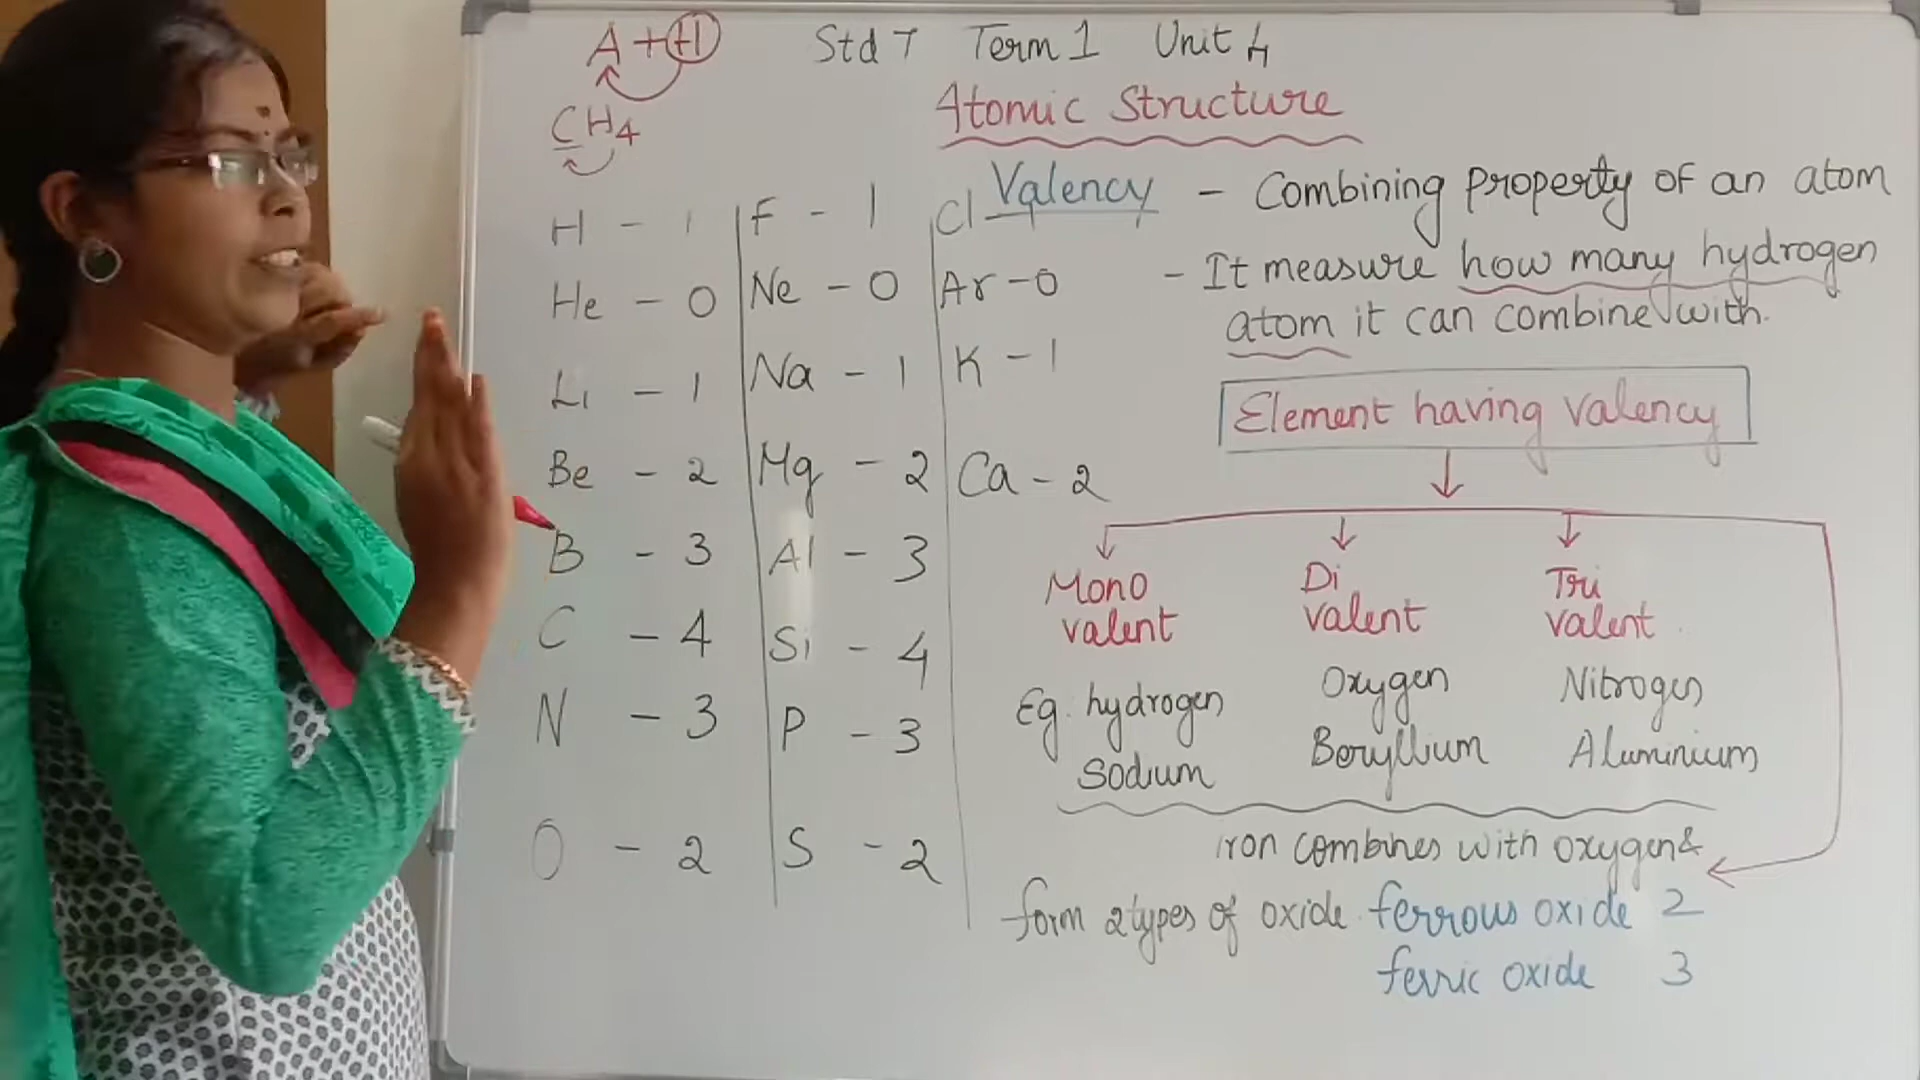 A + H
CH4
Std 7 Term 1 Unit 4
Atomic Structure
Valency - Combining property of an atom
- It measure how many hydrogen
atom it can combine with.
H - 1
He - 0
Li - 1
Be - 2
B - 3
C - 4
N - 3
O - 2
F - 1
Ne - 0
Na - 1
Mg - 2
Al - 3
Si - 4
P - 3
S - 2
Cl -
Ar - 0
K - 1
Ca - 2
Element having valency
Mono
valent
Eg. hydrogen
Sodium
Di
valent
Oxygen
Beryllium
Tri
valent
Nitrogen
Aluminium
iron combines with oxygen &
form 2 types of oxide ferrous oxide 2
ferric oxide 3